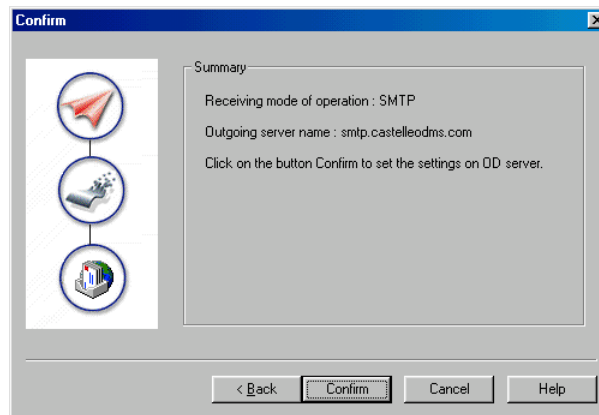 Confirm
Summary
Receiving mode of operation : SMTP
Outgoing server name : smtp.castelleodms.com
Click on the button Confirm to set the settings on OD server.
< Back
Confirm
Cancel
Help